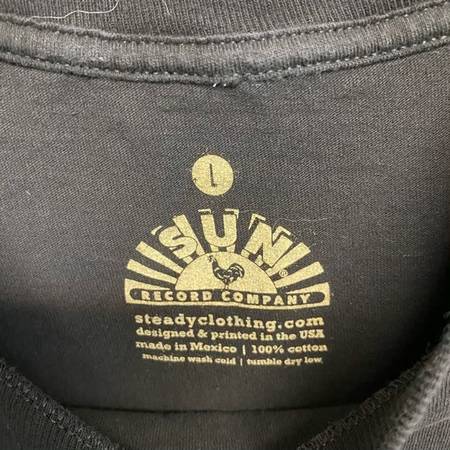 L
SUN®
RECORD COMPANY
steadyclothing.com
designed & printed in the USA
made in Mexico | 100% cotton
machine wash cold | tumble dry low